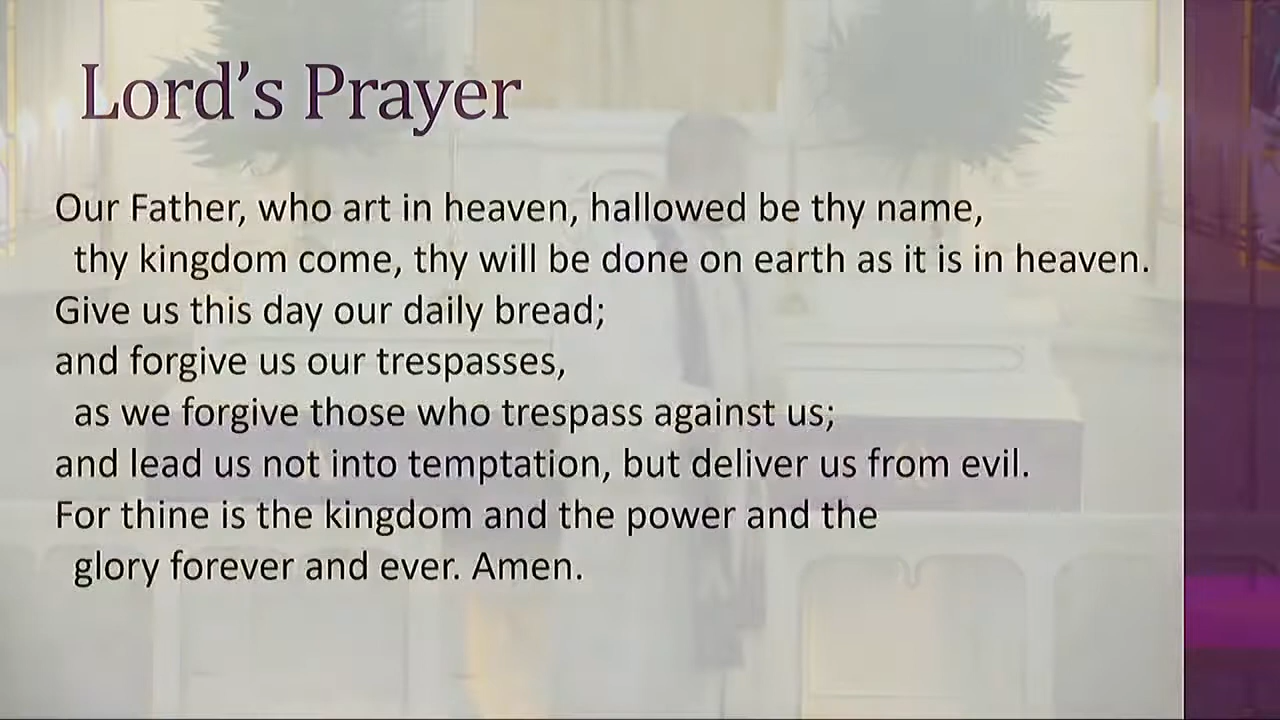 Lord's Prayer
Our Father, who art in heaven, hallowed be thy name,
thy kingdom come, thy will be done on earth as it is in heaven.
Give us this day our daily bread;
and forgive us our trespasses,
as we forgive those who trespass against us;
and lead us not into temptation, but deliver us from evil.
For thine is the kingdom and the power and the
glory forever and ever. Amen.